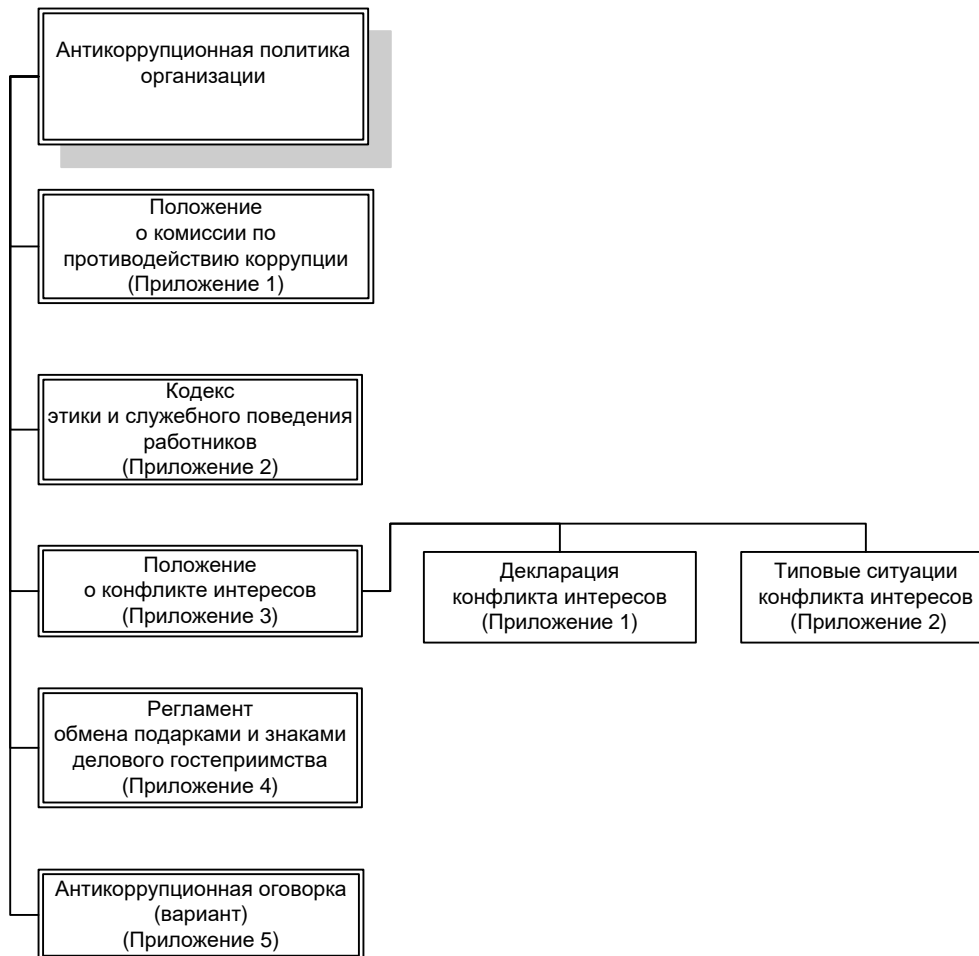 Антикоррупционная политика
организации
Положение
о комиссии по
противодействию коррупции
(Приложение 1)
Кодекс
этики и служебного поведения
работников
(Приложение 2)
Положение
о конфликте интересов
(Приложение 3)
Декларация
конфликта интересов
(Приложение 1)
Типовые ситуации
конфликта интересов
(Приложение 2)
Регламент
обмена подарками и знаками
делового гостеприимства
(Приложение 4)
Антикоррупционная оговорка
(вариант)
(Приложение 5)